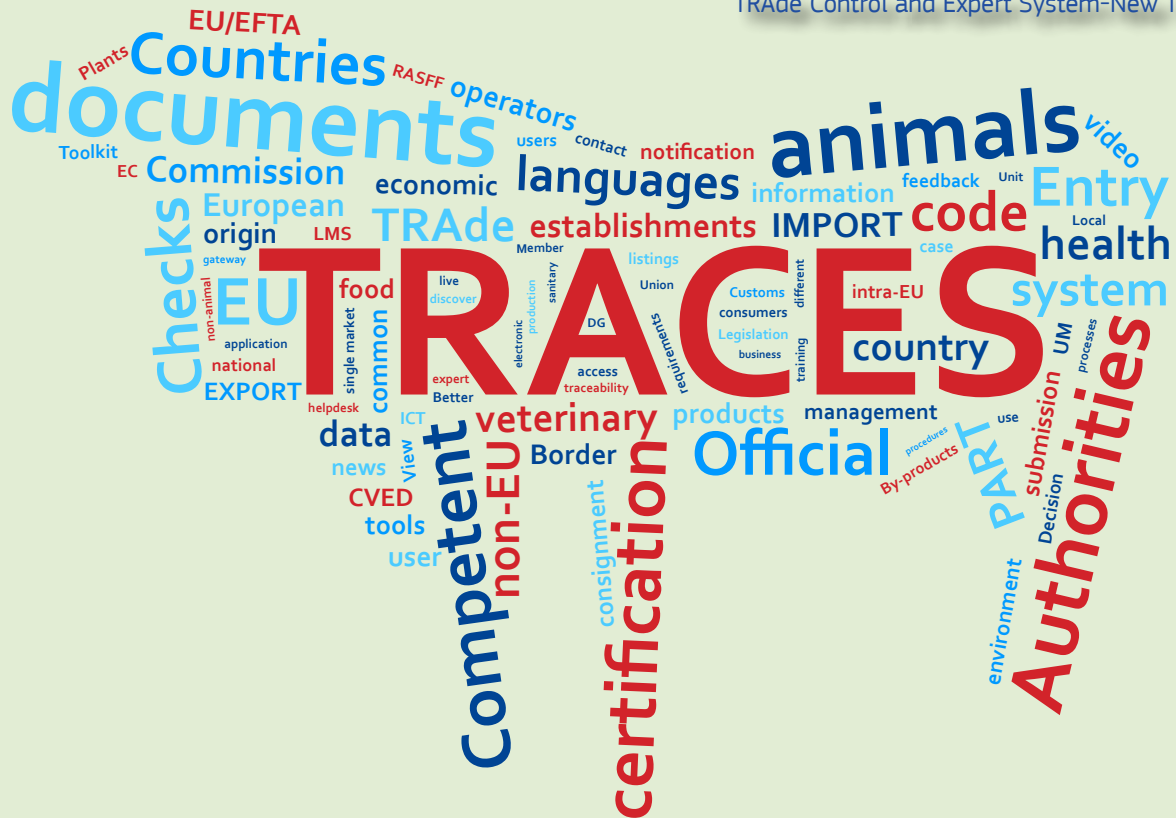 TRAde Control and Expert System-New T
EU/EFTA
Plants
Countries
RASFF
operators
documents
animals
video
Toolkit
users
contact
notification
EC
Commission
economic
languages
information
feedback
Unit
Entry
Checks
European
origin
LMS
TRAde
establishments
IMPORT
code
Local
health
gateway
Member
listings
case
TRACES
non-animal
EU
food
live
discover
production
sanitary
Union
Customs
consumers
different
intra-EU
system
application
single market
common
electronic
DG
requirements
Legislation
business
training
country
UM
processes
national
EXPORT
expert
Better
access
traceability
helpdesk
ICT
veterinary
products
management
data
View
Competent
non-EU
Border
certification
Official
procedures
By-products
use
PART
submission
Authorities
news
CVED
tools
user
consignment
Decision
environment